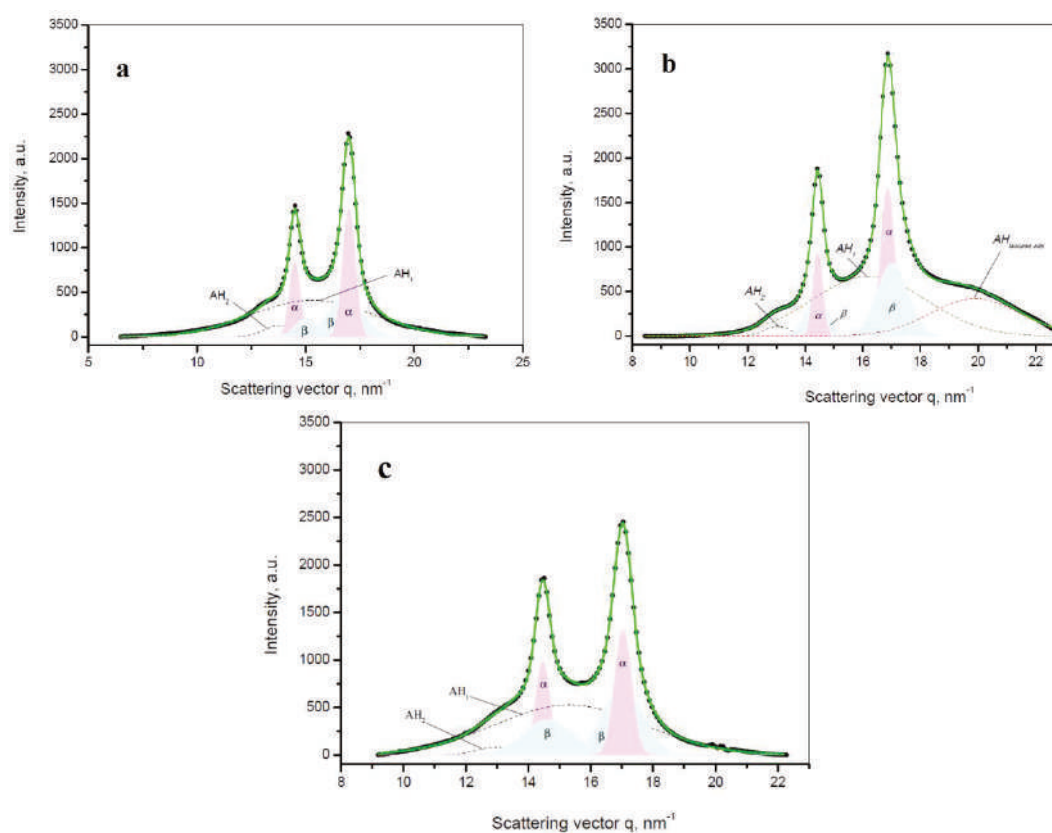 a
3500
3000
2500
2000
1500
1000
500
0
Intensity, a.u.
AH₂
AH₁
α
α
β
β
5
10
15
20
25
Scattering vector q, nm⁻¹
b
3500
3000
2500
2000
1500
1000
500
0
Intensity, a.u.
AH₂
AH₁
AH
α
α
β
β
8
10
12
14
16
18
20
22
Scattering vector q, nm⁻¹
c
3500
3000
2500
2000
1500
1000
500
0
Intensity, a.u.
AH₁
AH₂
α
α
β
β
8
10
12
14
16
18
20
22
Scattering vector q, nm⁻¹